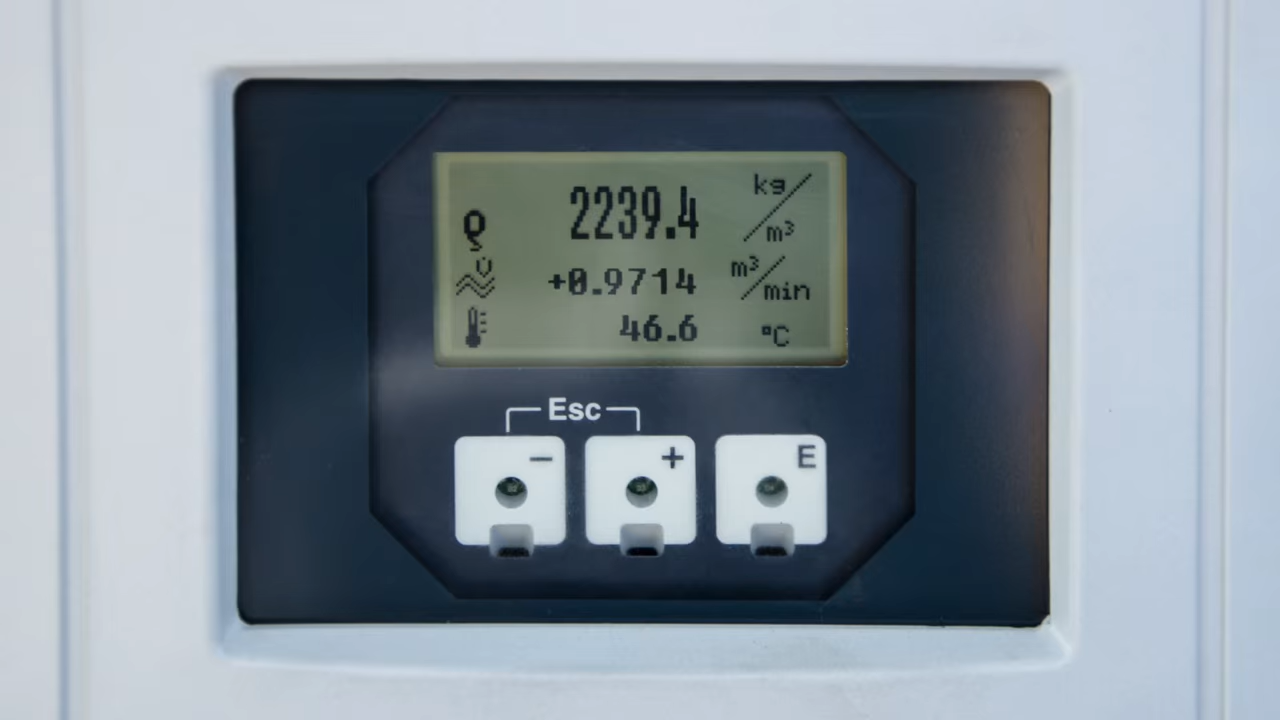 ϱ 2239.4 kg/m³
V̇ +0.9714 m³/min
46.6 °C
Esc
- + E